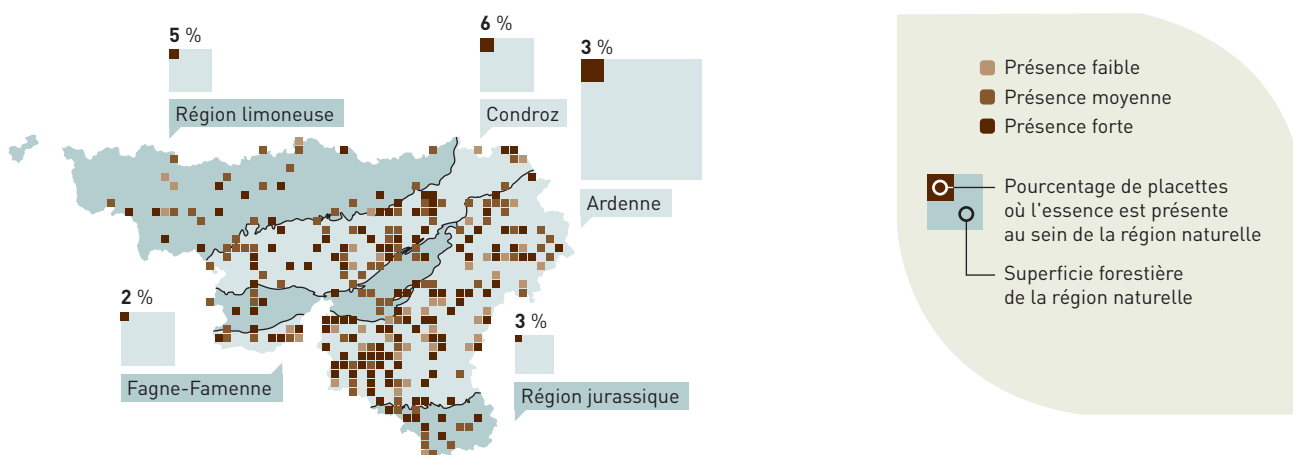 5 %
Région limoneuse
6 %
Condroz
3 %
Ardenne
2 %
Fagne-Famenne
3 %
Région jurassique
Présence faible
Présence moyenne
Présence forte
Pourcentage de placettes
où l'essence est présente
au sein de la région naturelle
Superficie forestière
de la région naturelle